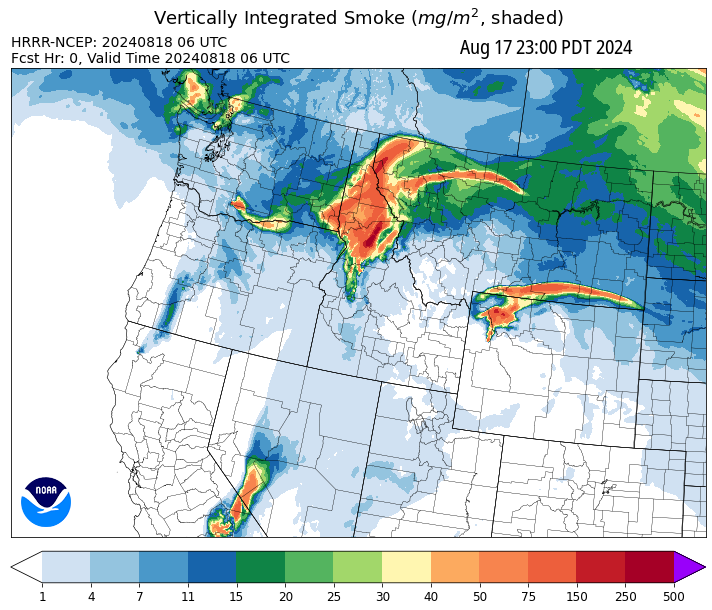 Vertically Integrated Smoke (mg/m², shaded)
HRRR-NCEP: 20240818 06 UTC
Fcst Hr: 0, Valid Time 20240818 06 UTC
Aug 17 23:00 PDT 2024
NOAA
1 4 7 11 15 20 25 30 40 50 75 150 250 500